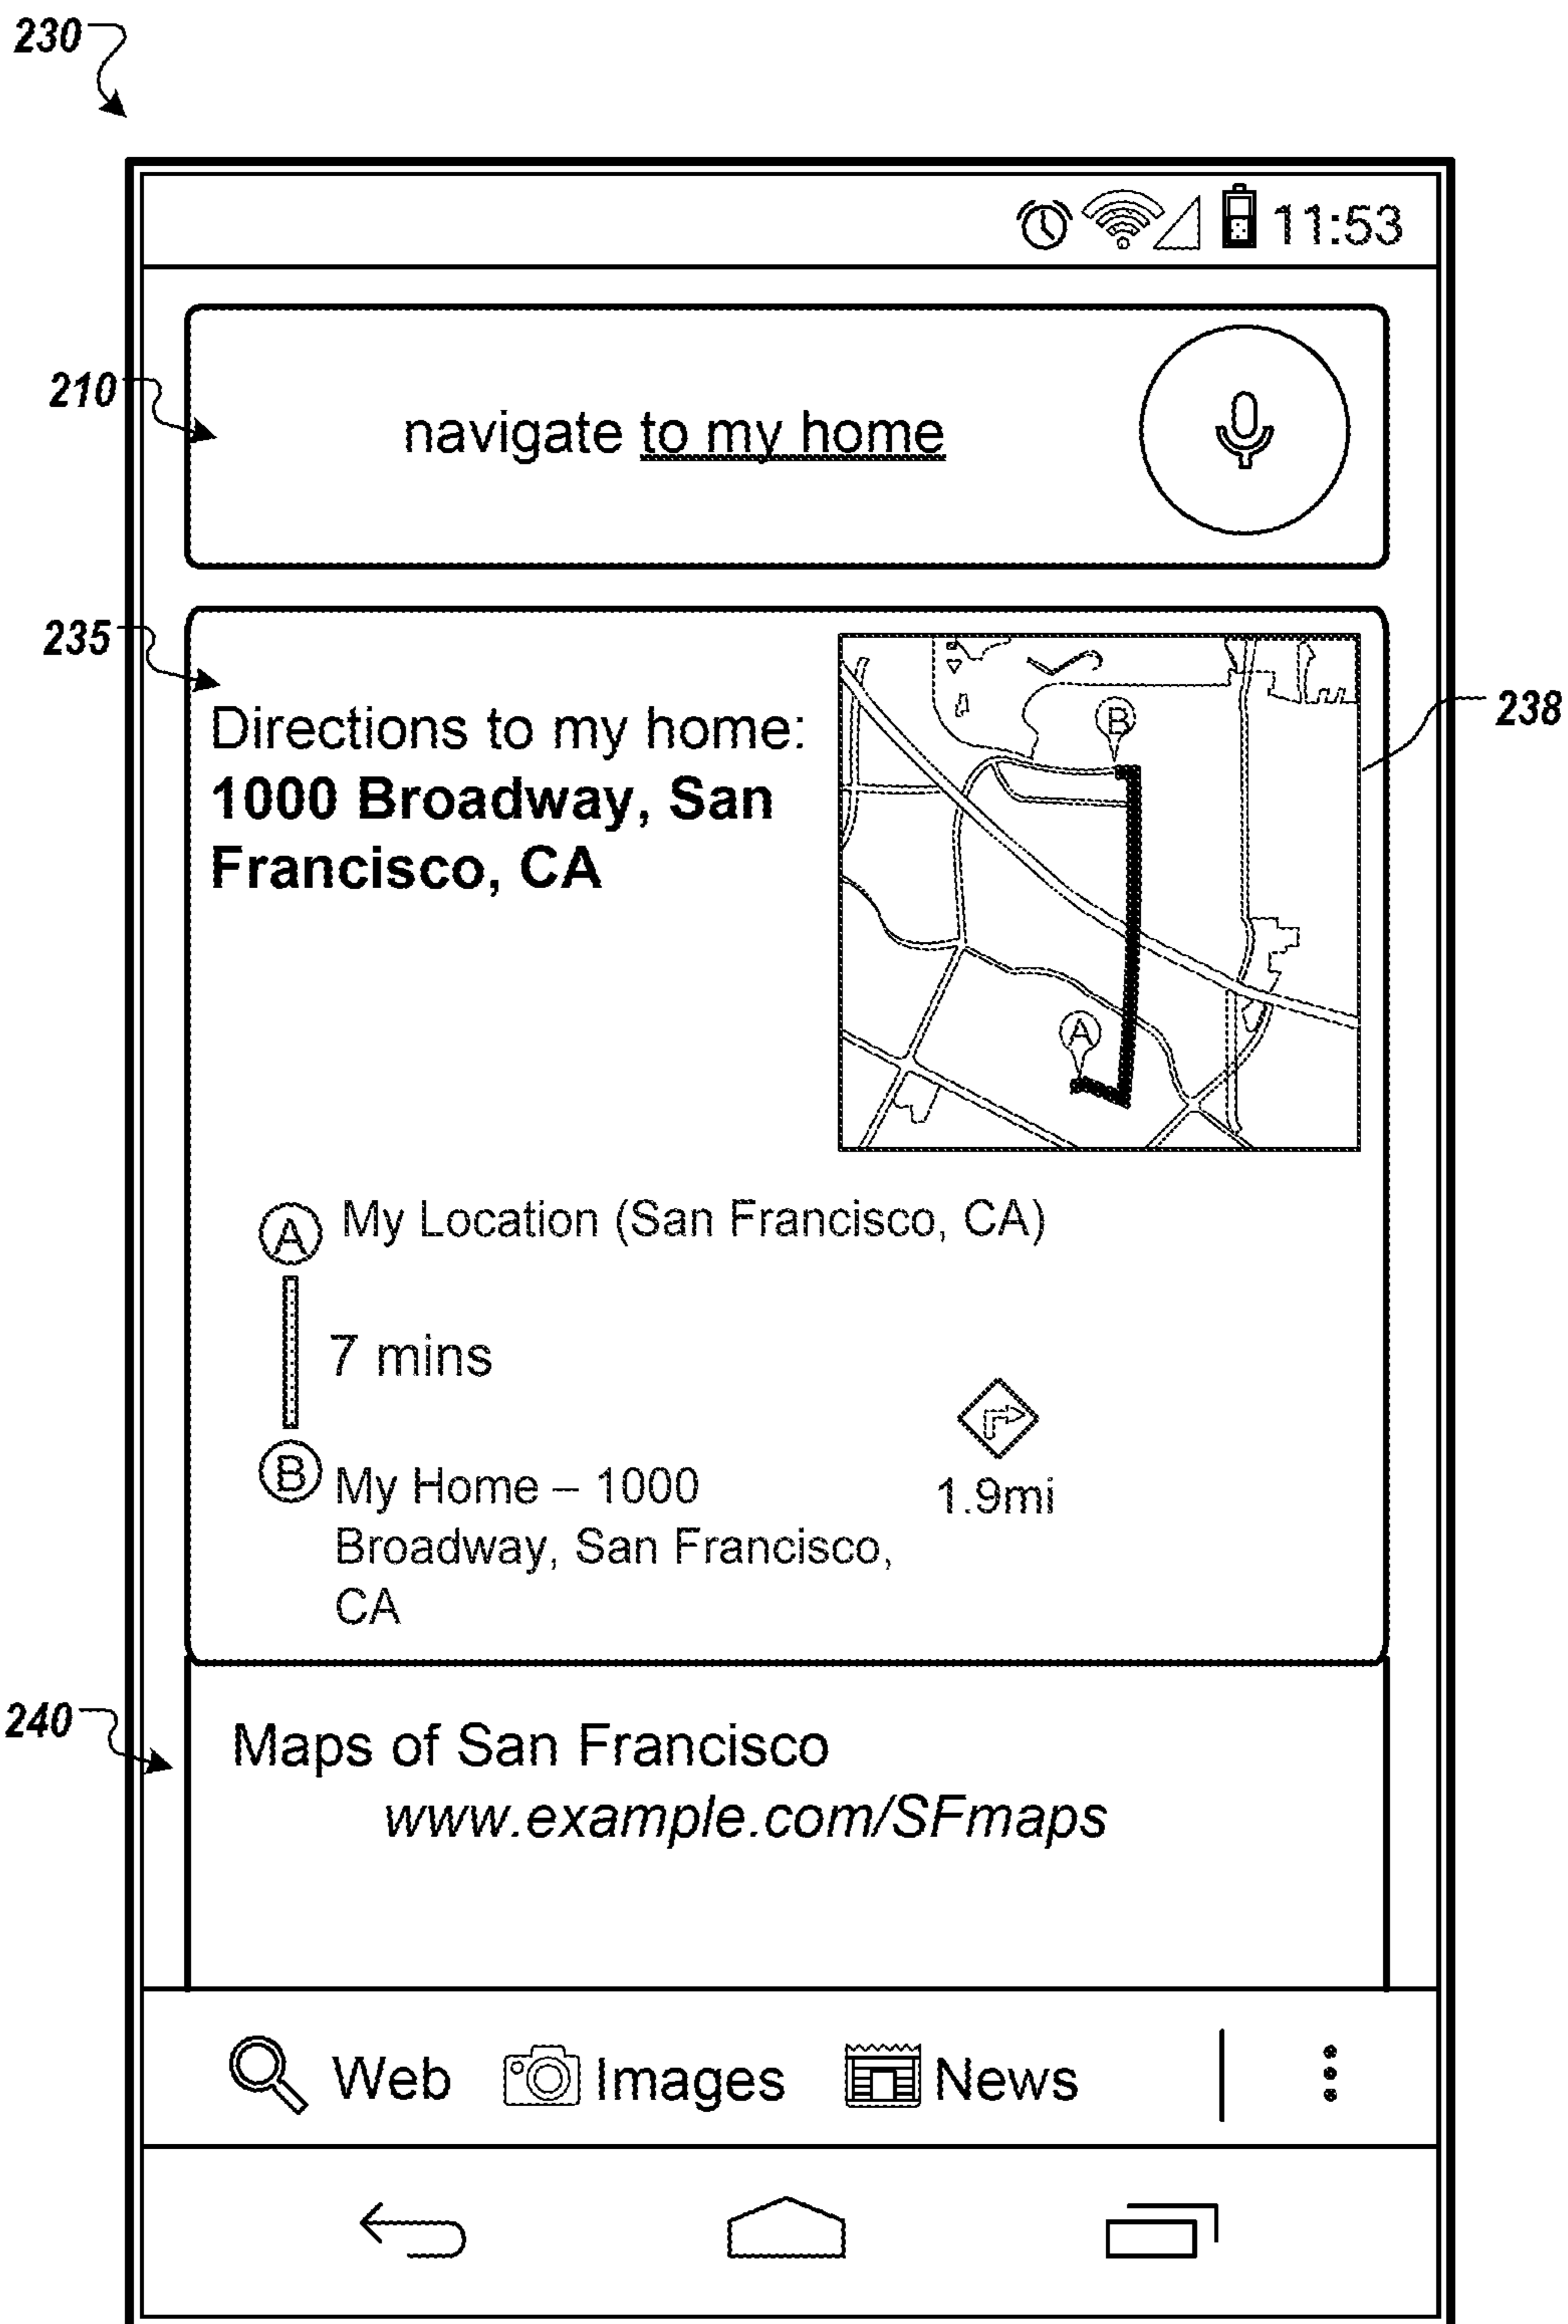 230
11:53
210
navigate to my home
235
Directions to my home:
1000 Broadway, San
Francisco, CA
B
238
A
A My Location (San Francisco, CA)
7 mins
B My Home – 1000
Broadway, San Francisco,
CA
1.9mi
240
Maps of San Francisco
www.example.com/SFmaps
Web Images News